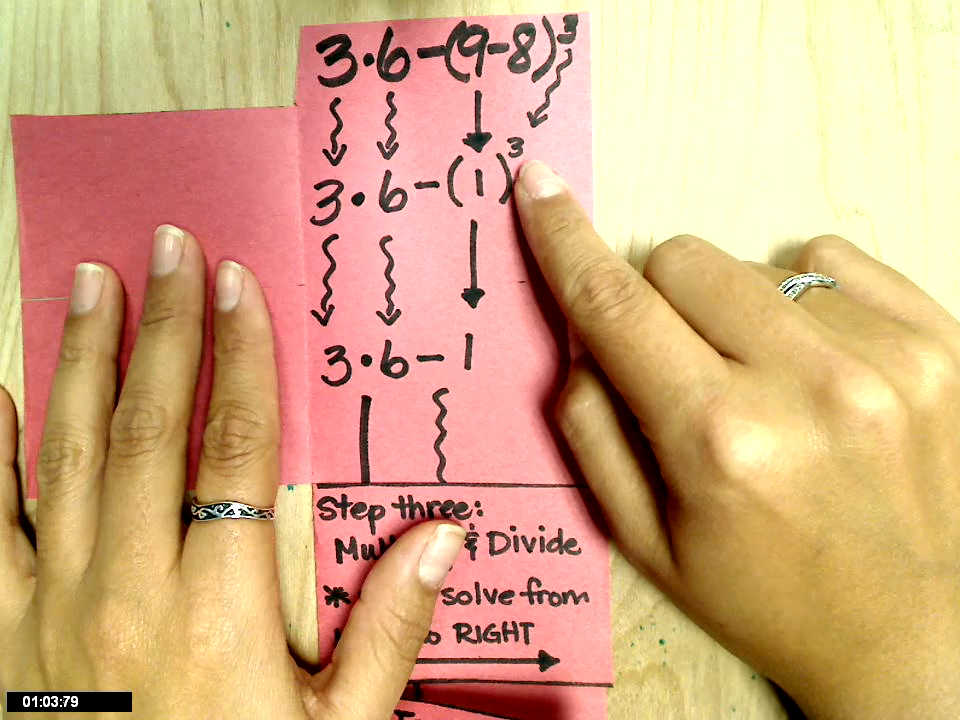 3·6-(9-8)³
3·6-(1)³
3·6-1
Step three:
& Divide
* solve from
RIGHT
01:03:79